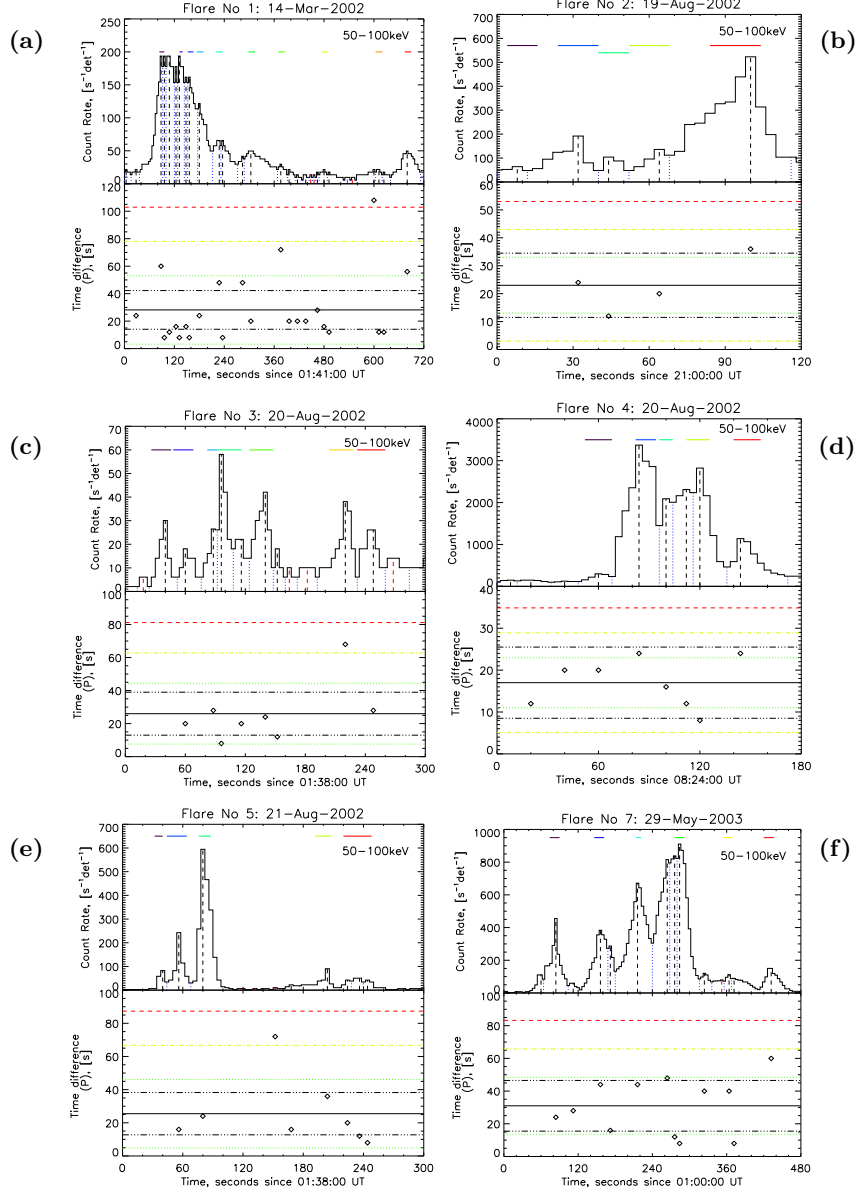 (a)
Flare No 1: 14-Mar-2002
50-100keV
Count Rate, [s⁻¹det⁻¹]
250
200
150
100
50
Time difference (P), [s]
120
100
80
60
40
20
0
0 120 240 360 480 600 720
Time, seconds since 01:41:00 UT
(b)
Flare No 2: 19-Aug-2002
50-100keV
Count Rate, [s⁻¹det⁻¹]
700
600
500
400
300
200
100
0
Time difference (P), [s]
60
50
40
30
20
10
0
0 30 60 90 120
Time, seconds since 21:00:00 UT
(c)
Flare No 3: 20-Aug-2002
50-100keV
Count Rate, [s⁻¹det⁻¹]
70
60
50
40
30
20
10
0
Time difference (P), [s]
100
80
60
40
20
0
0 60 120 180 240 300
Time, seconds since 01:38:00 UT
(d)
Flare No 4: 20-Aug-2002
50-100keV
Count Rate, [s⁻¹det⁻¹]
4000
3000
2000
1000
0
Time difference (P), [s]
40
30
20
10
0
0 60 120 180
Time, seconds since 08:24:00 UT
(e)
Flare No 5: 21-Aug-2002
50-100keV
Count Rate, [s⁻¹det⁻¹]
700
600
500
400
300
200
100
0
Time difference (P), [s]
100
80
60
40
20
0
0 60 120 180 240 300
Time, seconds since 01:38:00 UT
(f)
Flare No 7: 29-May-2003
50-100keV
Count Rate, [s⁻¹det⁻¹]
1000
800
600
400
200
0
Time difference (P), [s]
100
80
60
40
20
0
0 120 240 360 480
Time, seconds since 01:00:00 UT